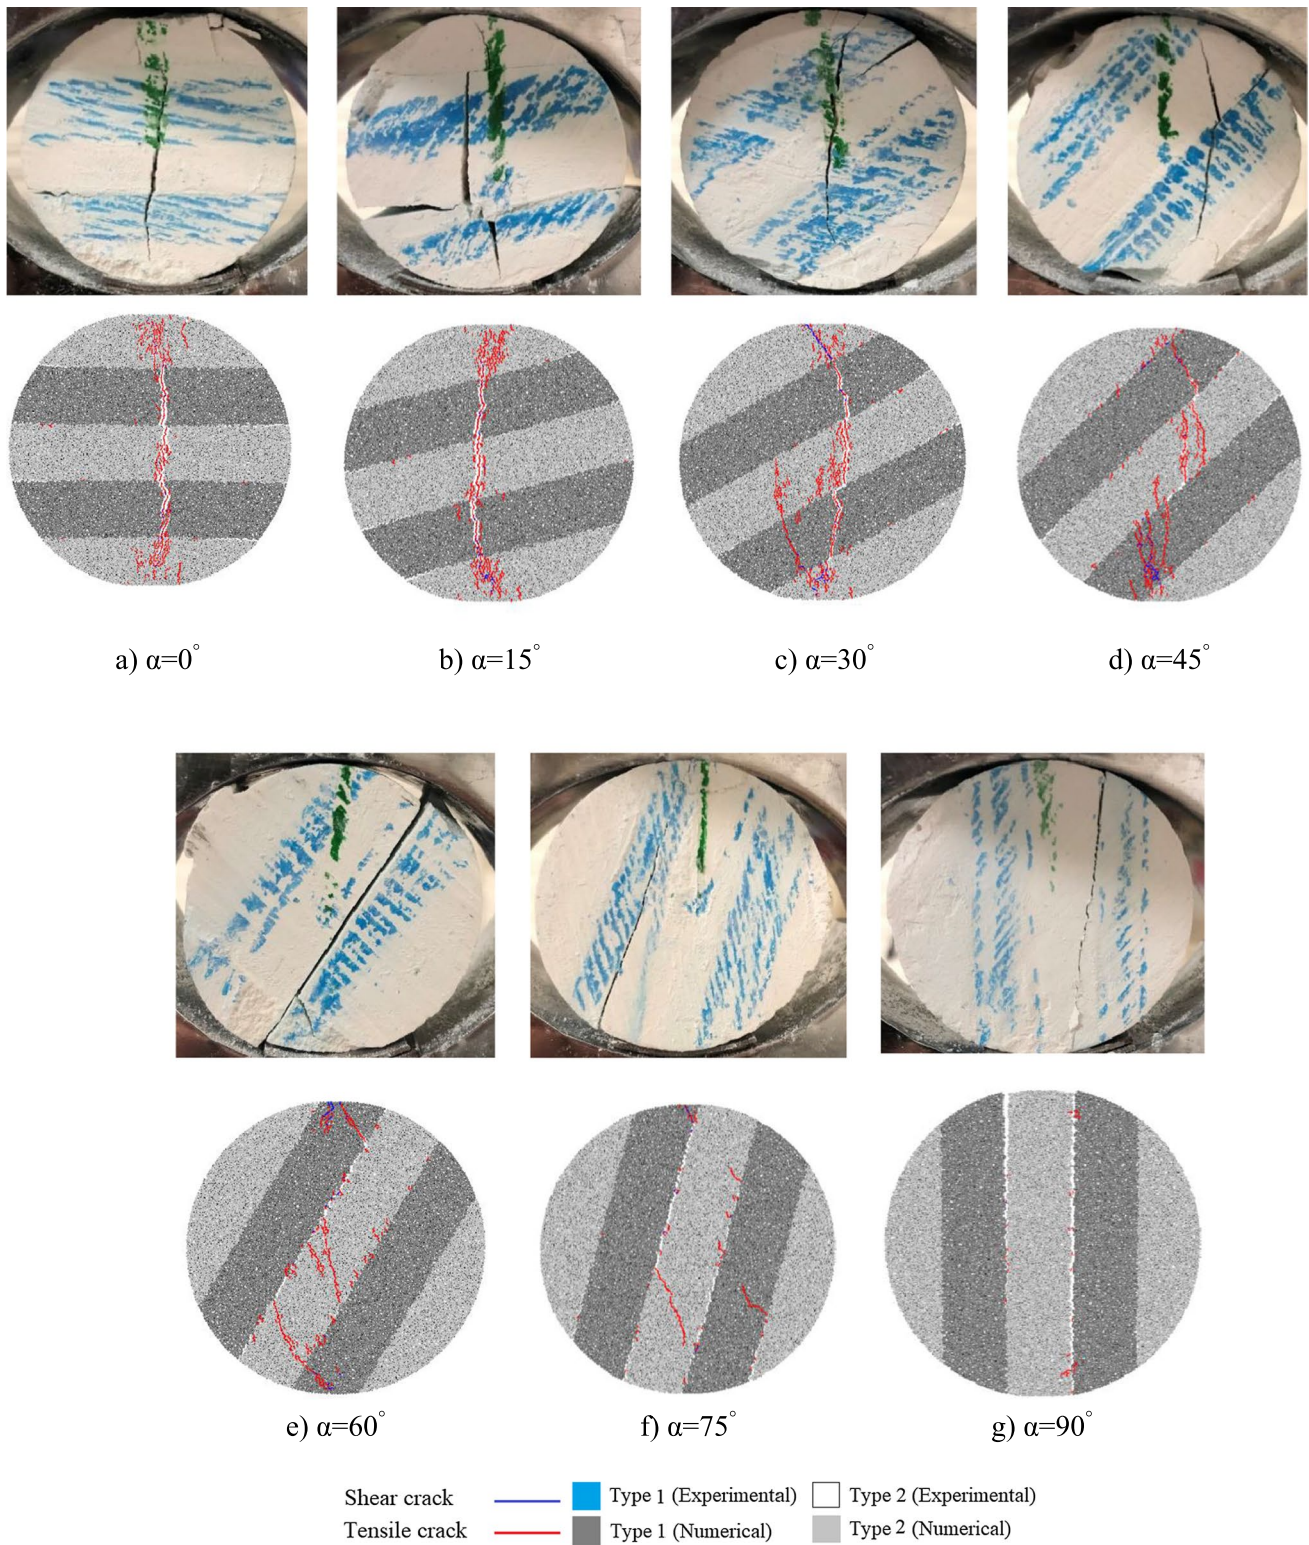 a) α=0°
b) α=15°
c) α=30°
d) α=45°
e) α=60°
f) α=75°
g) α=90°
Shear crack
Type 1 (Experimental)
Type 2 (Experimental)
Tensile crack
Type 1 (Numerical)
Type 2 (Numerical)